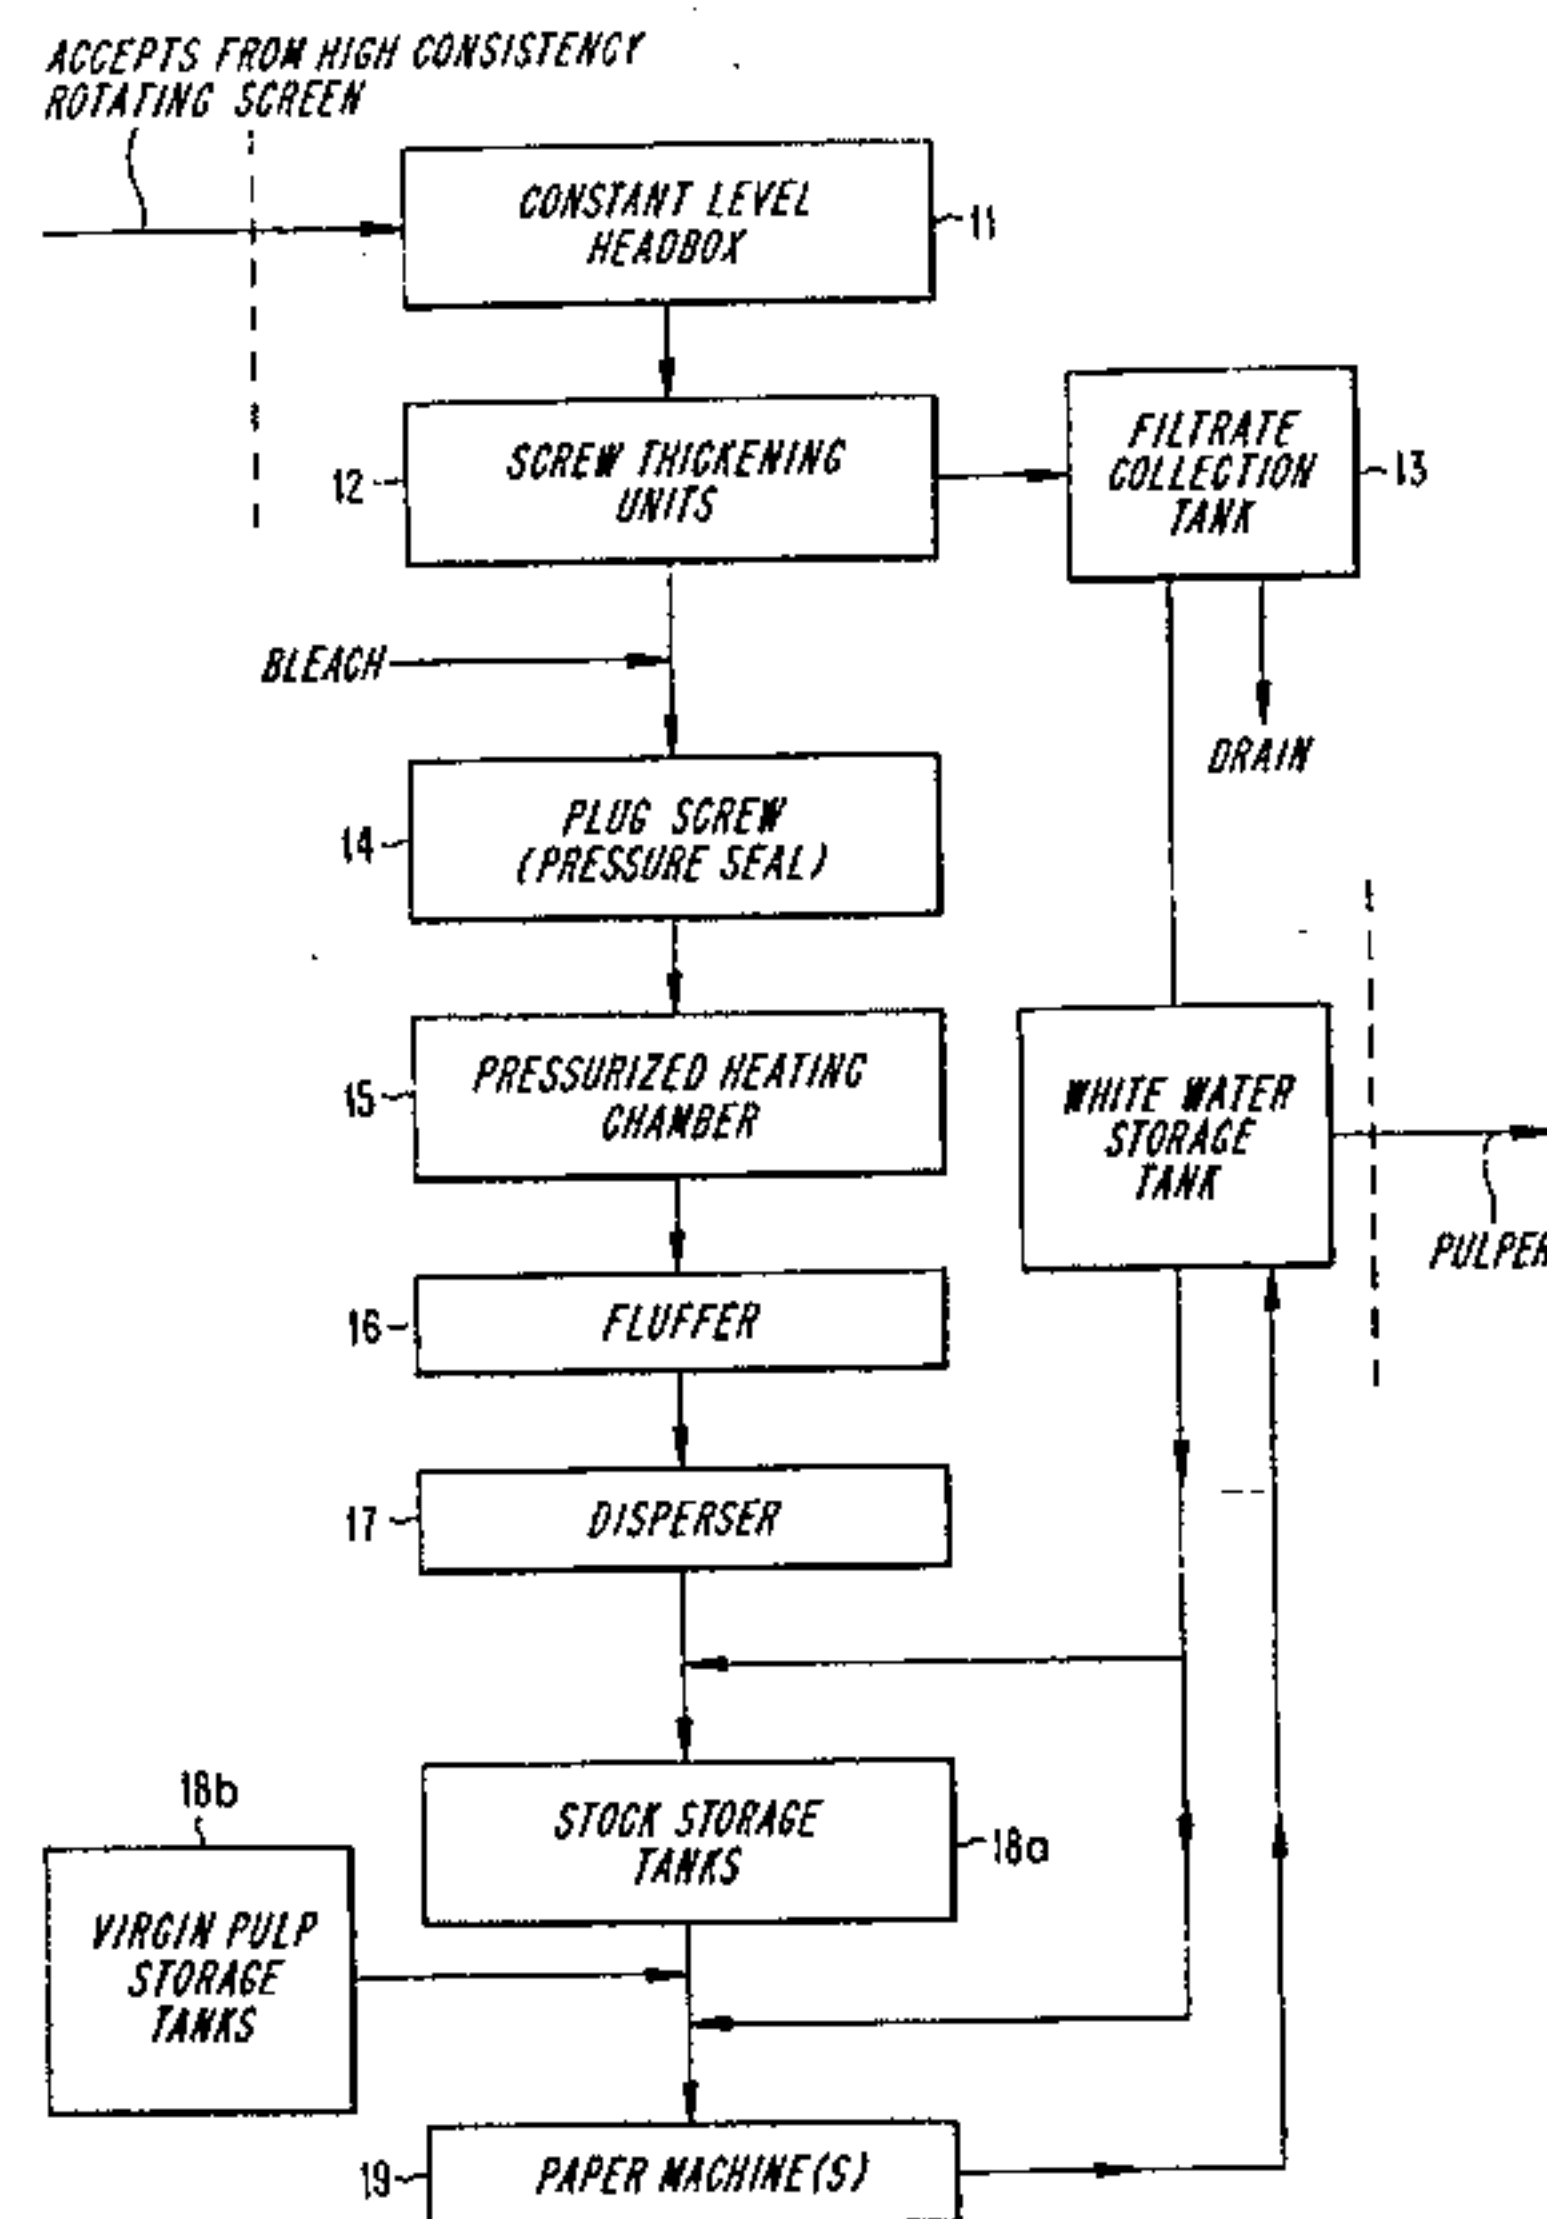 ACCEPTS FROM HIGH CONSISTENCY
ROTATING SCREEN
CONSTANT LEVEL
HEADBOX
11
SCREW THICKENING
UNITS
12
FILTRATE
COLLECTION
TANK
13
BLEACH
DRAIN
PLUG SCREW
(PRESSURE SEAL)
14
PRESSURIZED HEATING
CHAMBER
15
WHITE WATER
STORAGE
TANK
PULPER
FLUFFER
16
DISPERSER
17
STOCK STORAGE
TANKS
18a
18b
VIRGIN PULP
STORAGE
TANKS
PAPER MACHINE(S)
19